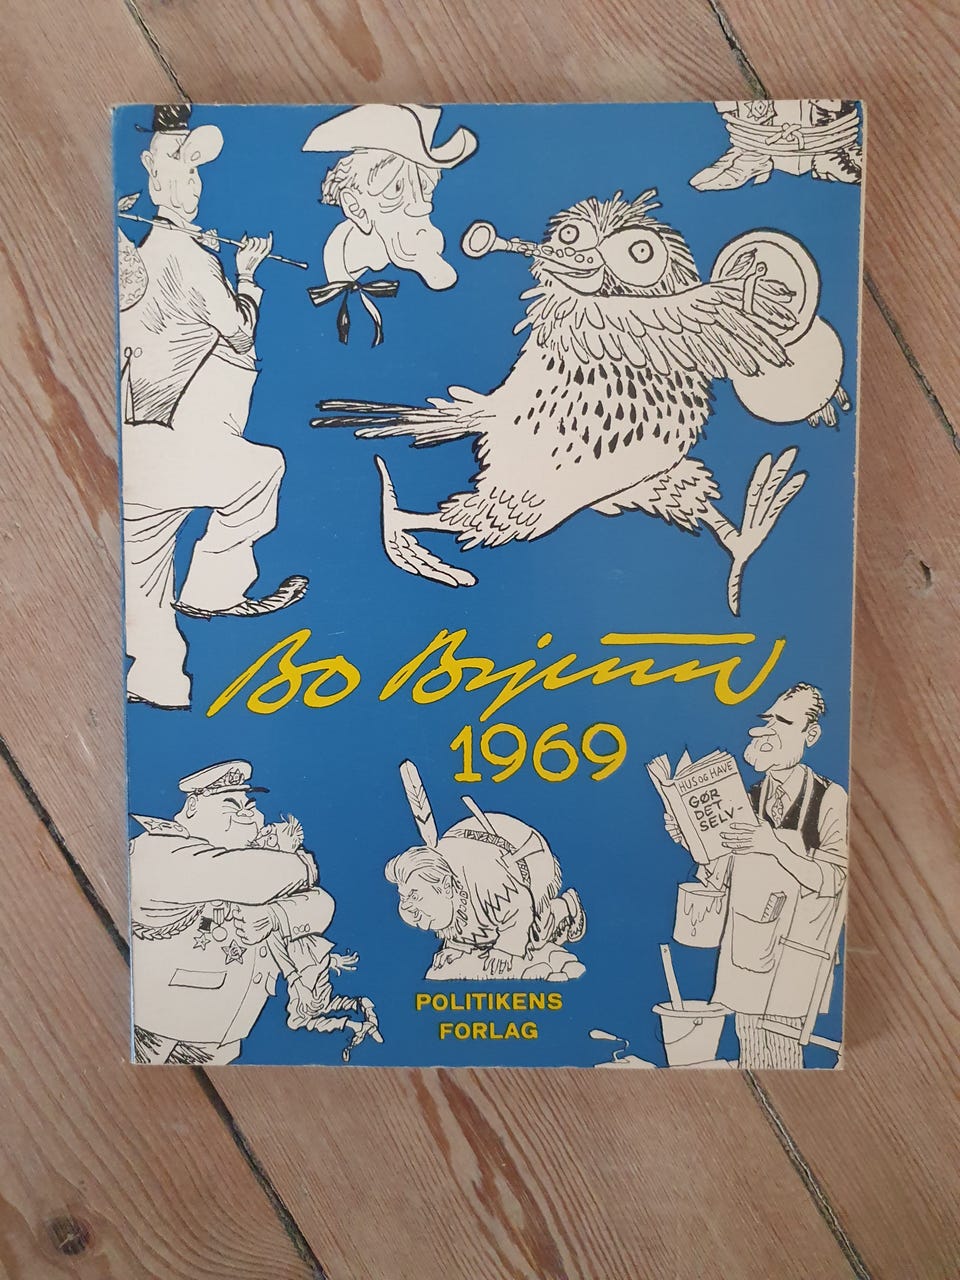 Bo Bojesen
1969
HUS OG HAVE
GØR
DET
SELV-
POLITIKENS
FORLAG